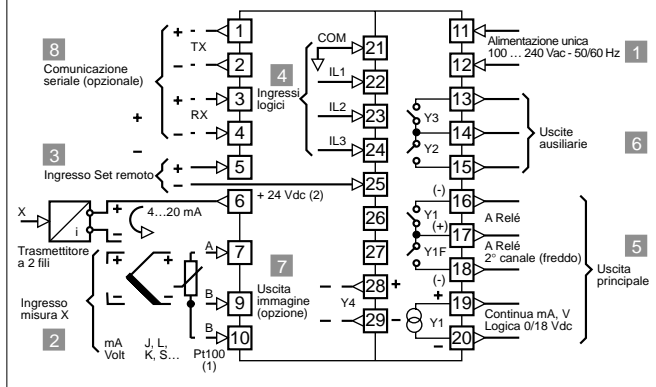 8
Comunicazione
seriale (opzionale)
+ - TX
- -
+ - RX
- -
+
-
3
Ingresso Set remoto
+
-
X
i
+
-
4…20 mA
+ 24 Vdc (2)
Trasmettitore
a 2 fili
Ingresso
misura X
2
+ +
- -
mA
Volt
J, L,
K, S…
A
B
B
Pt100
(1)
1
2
3
4
5
6
7
9
10
4
Ingressi
logici
COM
IL1
IL2
IL3
21
22
23
24
25
26
27
28 +
29 -
7
Uscita
immagine
(opzione)
Y4
11
12
13
14
15
16
17
18
19
20
Alimentazione unica
100 … 240 Vac - 50/60 Hz
1
Y3
Y2
Uscite
ausiliarie
6
(-)
Y1
(+)
Y1F
(-)
A Relé
A Relé
2° canale (freddo)
5
Uscita
principale
+
Y1
-
Continua mA, V
Logica 0/18 Vdc